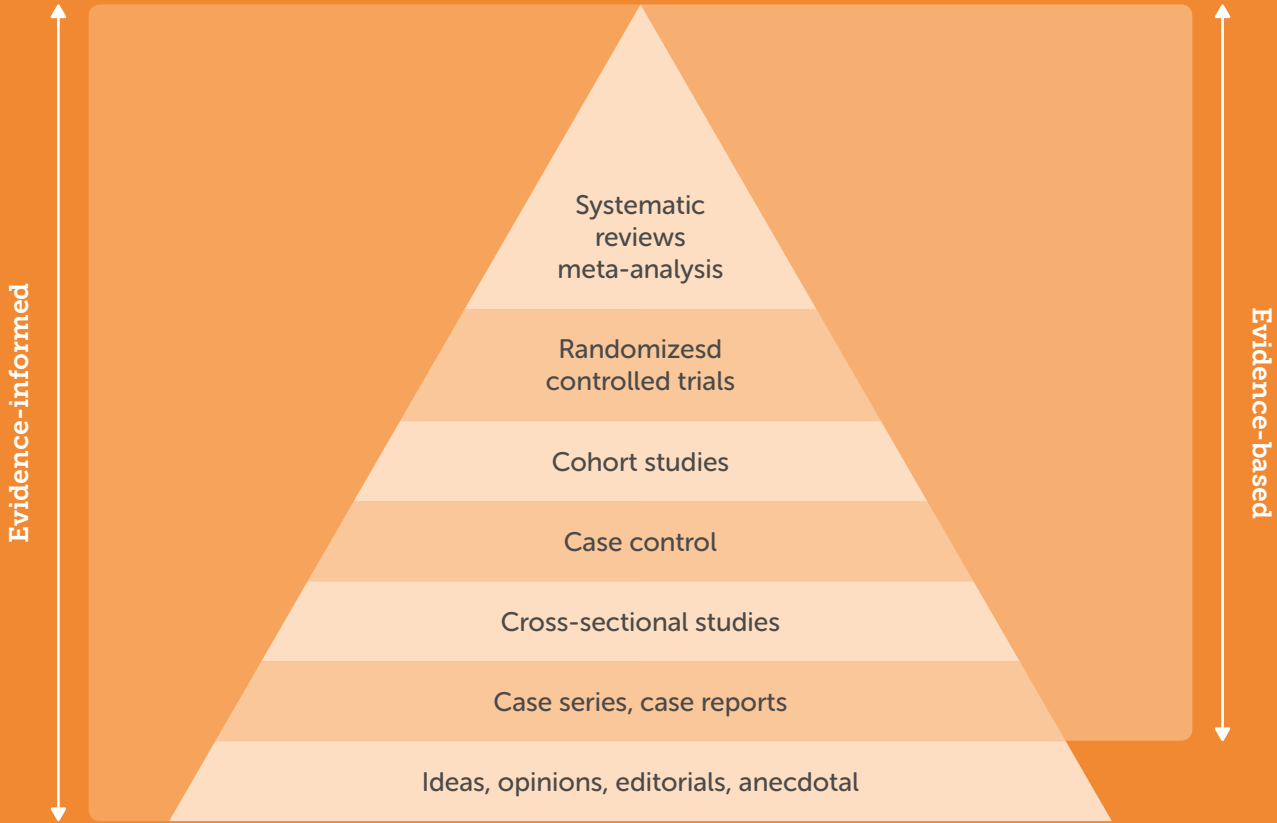 Evidence-informed
Systematic
reviews
meta-analysis
Randomizesd
controlled trials
Cohort studies
Case control
Cross-sectional studies
Case series, case reports
Ideas, opinions, editorials, anecdotal
Evidence-based